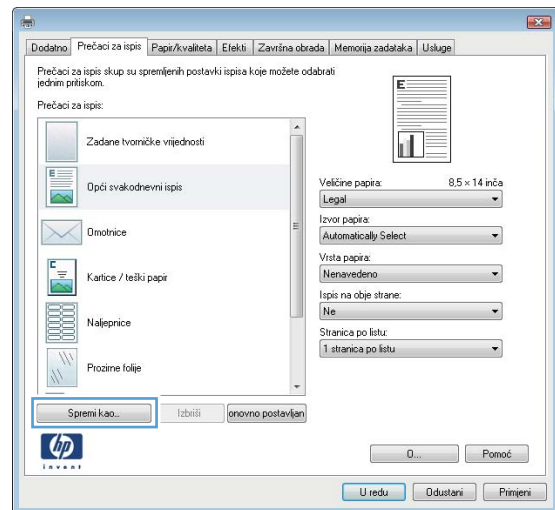 Dodatno Prečaci za ispis Papir/kvaliteta Efekti Završna obrada Memorija zadataka Usluge
Prečaci za ispis skup su spremljenih postavki ispisa koje možete odabrati
jednim pritiskom.
Prečaci za ispis:
Zadane tvorničke vrijednosti
Opći svakodnevni ispis
Omotnice
Kartice / teški papir
Naljepnice
Prozirne folije
Spremi kao... Izbriši onovno postavljan
E
Veličine papira: 8,5 × 14 inča
Legal
Izvor papira:
Automatically Select
Vrsta papira:
Nenavedeno
Ispis na obje strane:
Ne
Stranica po listu:
1 stranica po listu
hp
invent
O... Pomoć
U redu Odustani Primjeni